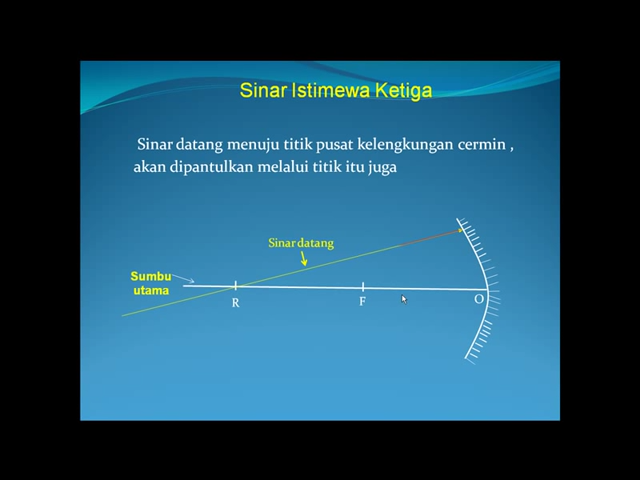 Sinar Istimewa Ketiga
Sinar datang menuju titik pusat kelengkungan cermin ,
akan dipantulkan melalui titik itu juga
Sinar datang
Sumbu
utama
R
F
O